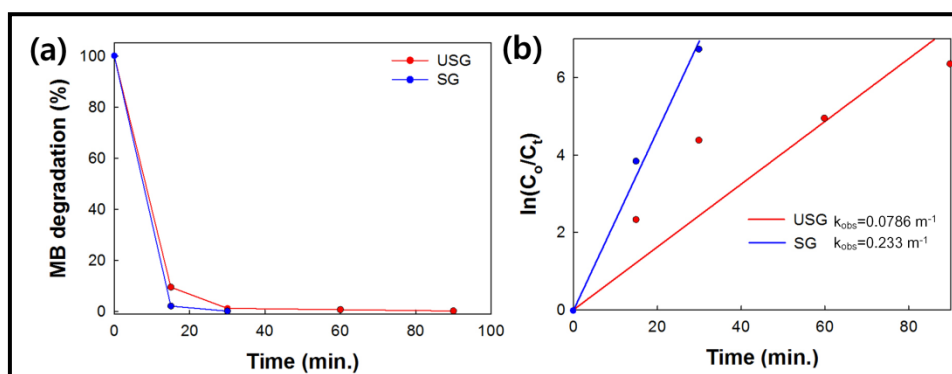 (a)
MB degradation (%)
100
80
60
40
20
0
USG
SG
0 20 40 60 80 100
Time (min.)
(b)
ln(Cₒ/Cₜ)
6
4
2
0
USG kobs=0.0786 m⁻¹
SG kobs=0.233 m⁻¹
0 20 40 60 80
Time (min.)